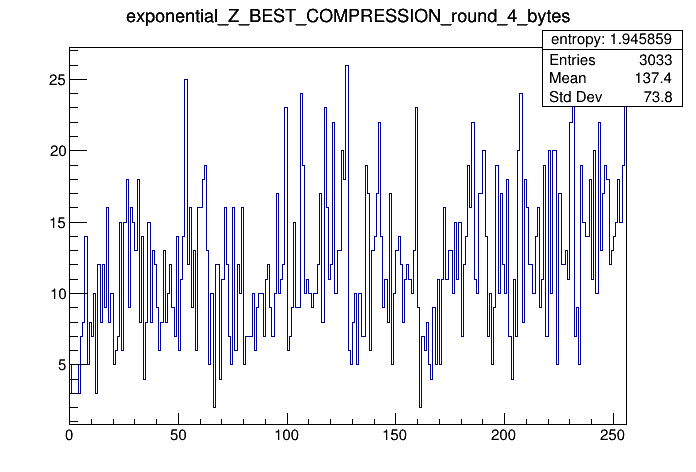 exponential_Z_BEST_COMPRESSION_round_4_bytes
entropy: 1.945859
Entries 3033
Mean 137.4
Std Dev 73.8
25
20
15
10
5
0 50 100 150 200 250